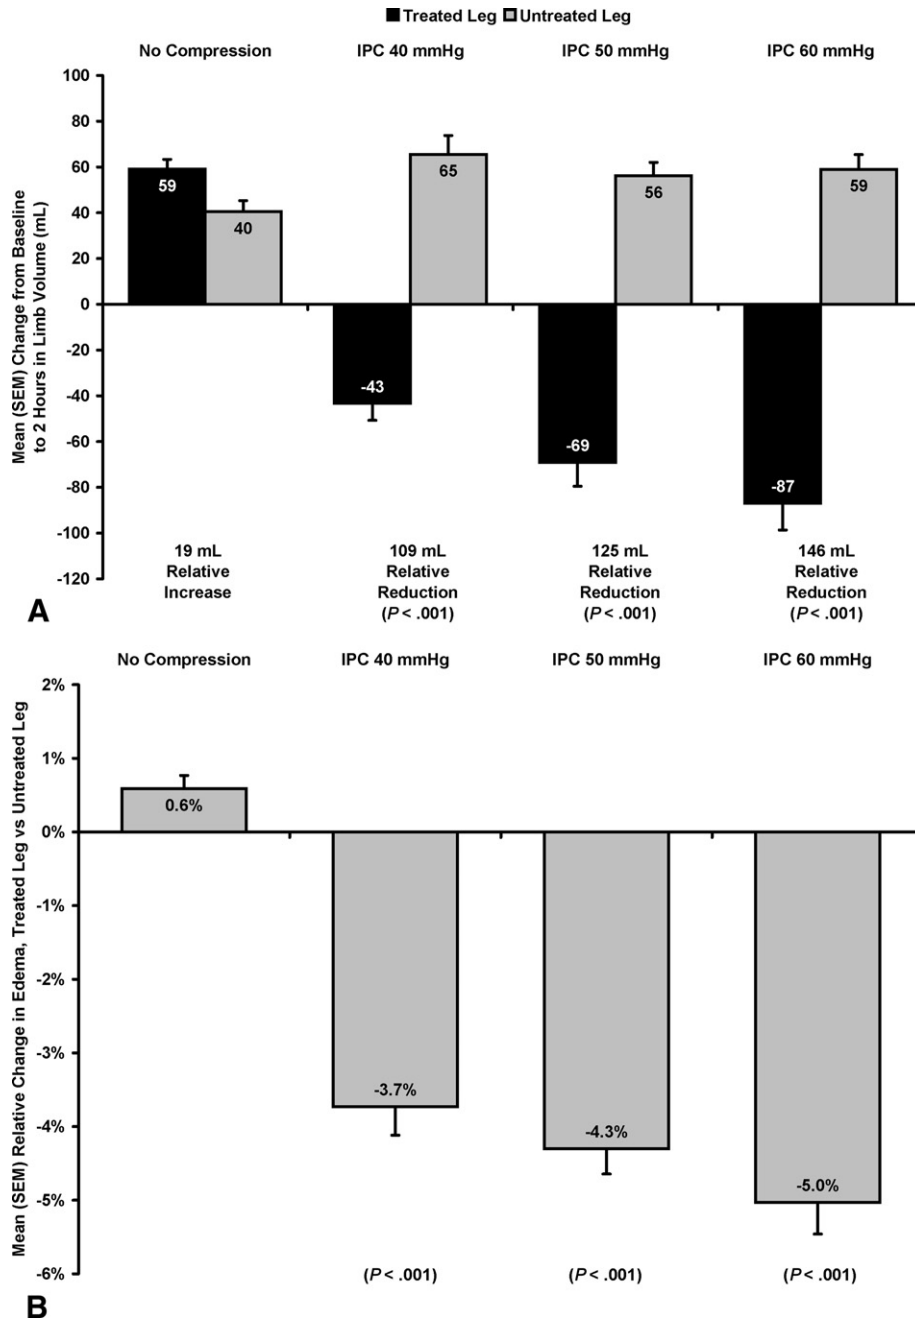 Treated Leg Untreated Leg
A
No Compression IPC 40 mmHg IPC 50 mmHg IPC 60 mmHg
Mean (SEM) Change from Baseline
to 2 Hours in Limb Volume (mL)
100
80
60
40
20
0
-20
-40
-60
-80
-100
-120
59 40 65 56 59
-43 -69 -87
19 mL
Relative
Increase
109 mL
Relative
Reduction
(P < .001)
125 mL
Relative
Reduction
(P < .001)
146 mL
Relative
Reduction
(P < .001)
No Compression IPC 40 mmHg IPC 50 mmHg IPC 60 mmHg
Mean (SEM) Relative Change in Edema, Treated Leg vs Untreated Leg
2%
1%
0%
-1%
-2%
-3%
-4%
-5%
-6%
0.6%
-3.7%
-4.3%
-5.0%
(P < .001) (P < .001) (P < .001)
B